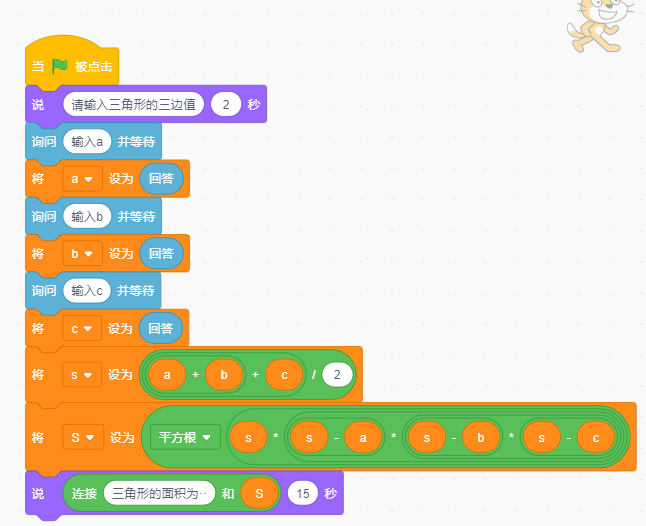 当 被点击
说 请输入三角形的三边值 2 秒
询问 输入a 并等待
将 a 设为 回答
询问 输入b 并等待
将 b 设为 回答
询问 输入c 并等待
将 c 设为 回答
将 s 设为 a + b + c / 2
将 S 设为 平方根 s * s - a * s - b * s - c
说 连接 三角形的面积为·· 和 S 15 秒